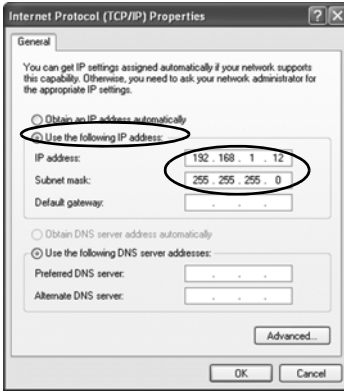 Internet Protocol (TCP/IP) Properties
General
You can get IP settings assigned automatically if your network supports
this capability. Otherwise, you need to ask your network administrator for
the appropriate IP settings.
Obtain an IP address automatically
Use the following IP address:
IP address: 192 . 168 . 1 . 12
Subnet mask: 255 . 255 . 255 . 0
Default gateway: . . .
Obtain DNS server address automatically
Use the following DNS server addresses:
Preferred DNS server: . . .
Alternate DNS server: . . .
Advanced...
OK Cancel